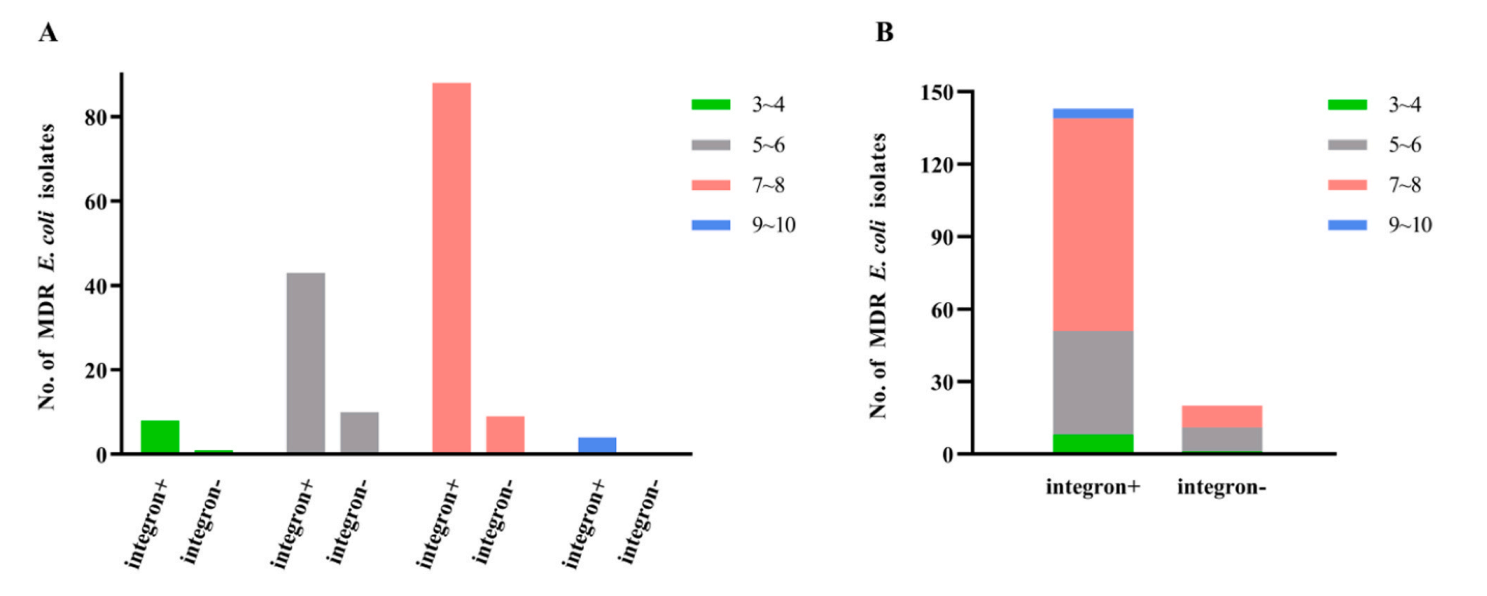 A
No. of MDR E. coli isolates
80
60
40
20
0
integron+
integron-
integron+
integron-
integron+
integron-
integron+
integron-
3~4
5~6
7~8
9~10
B
No. of MDR E. coli isolates
150
120
90
60
30
0
integron+
integron-
3~4
5~6
7~8
9~10